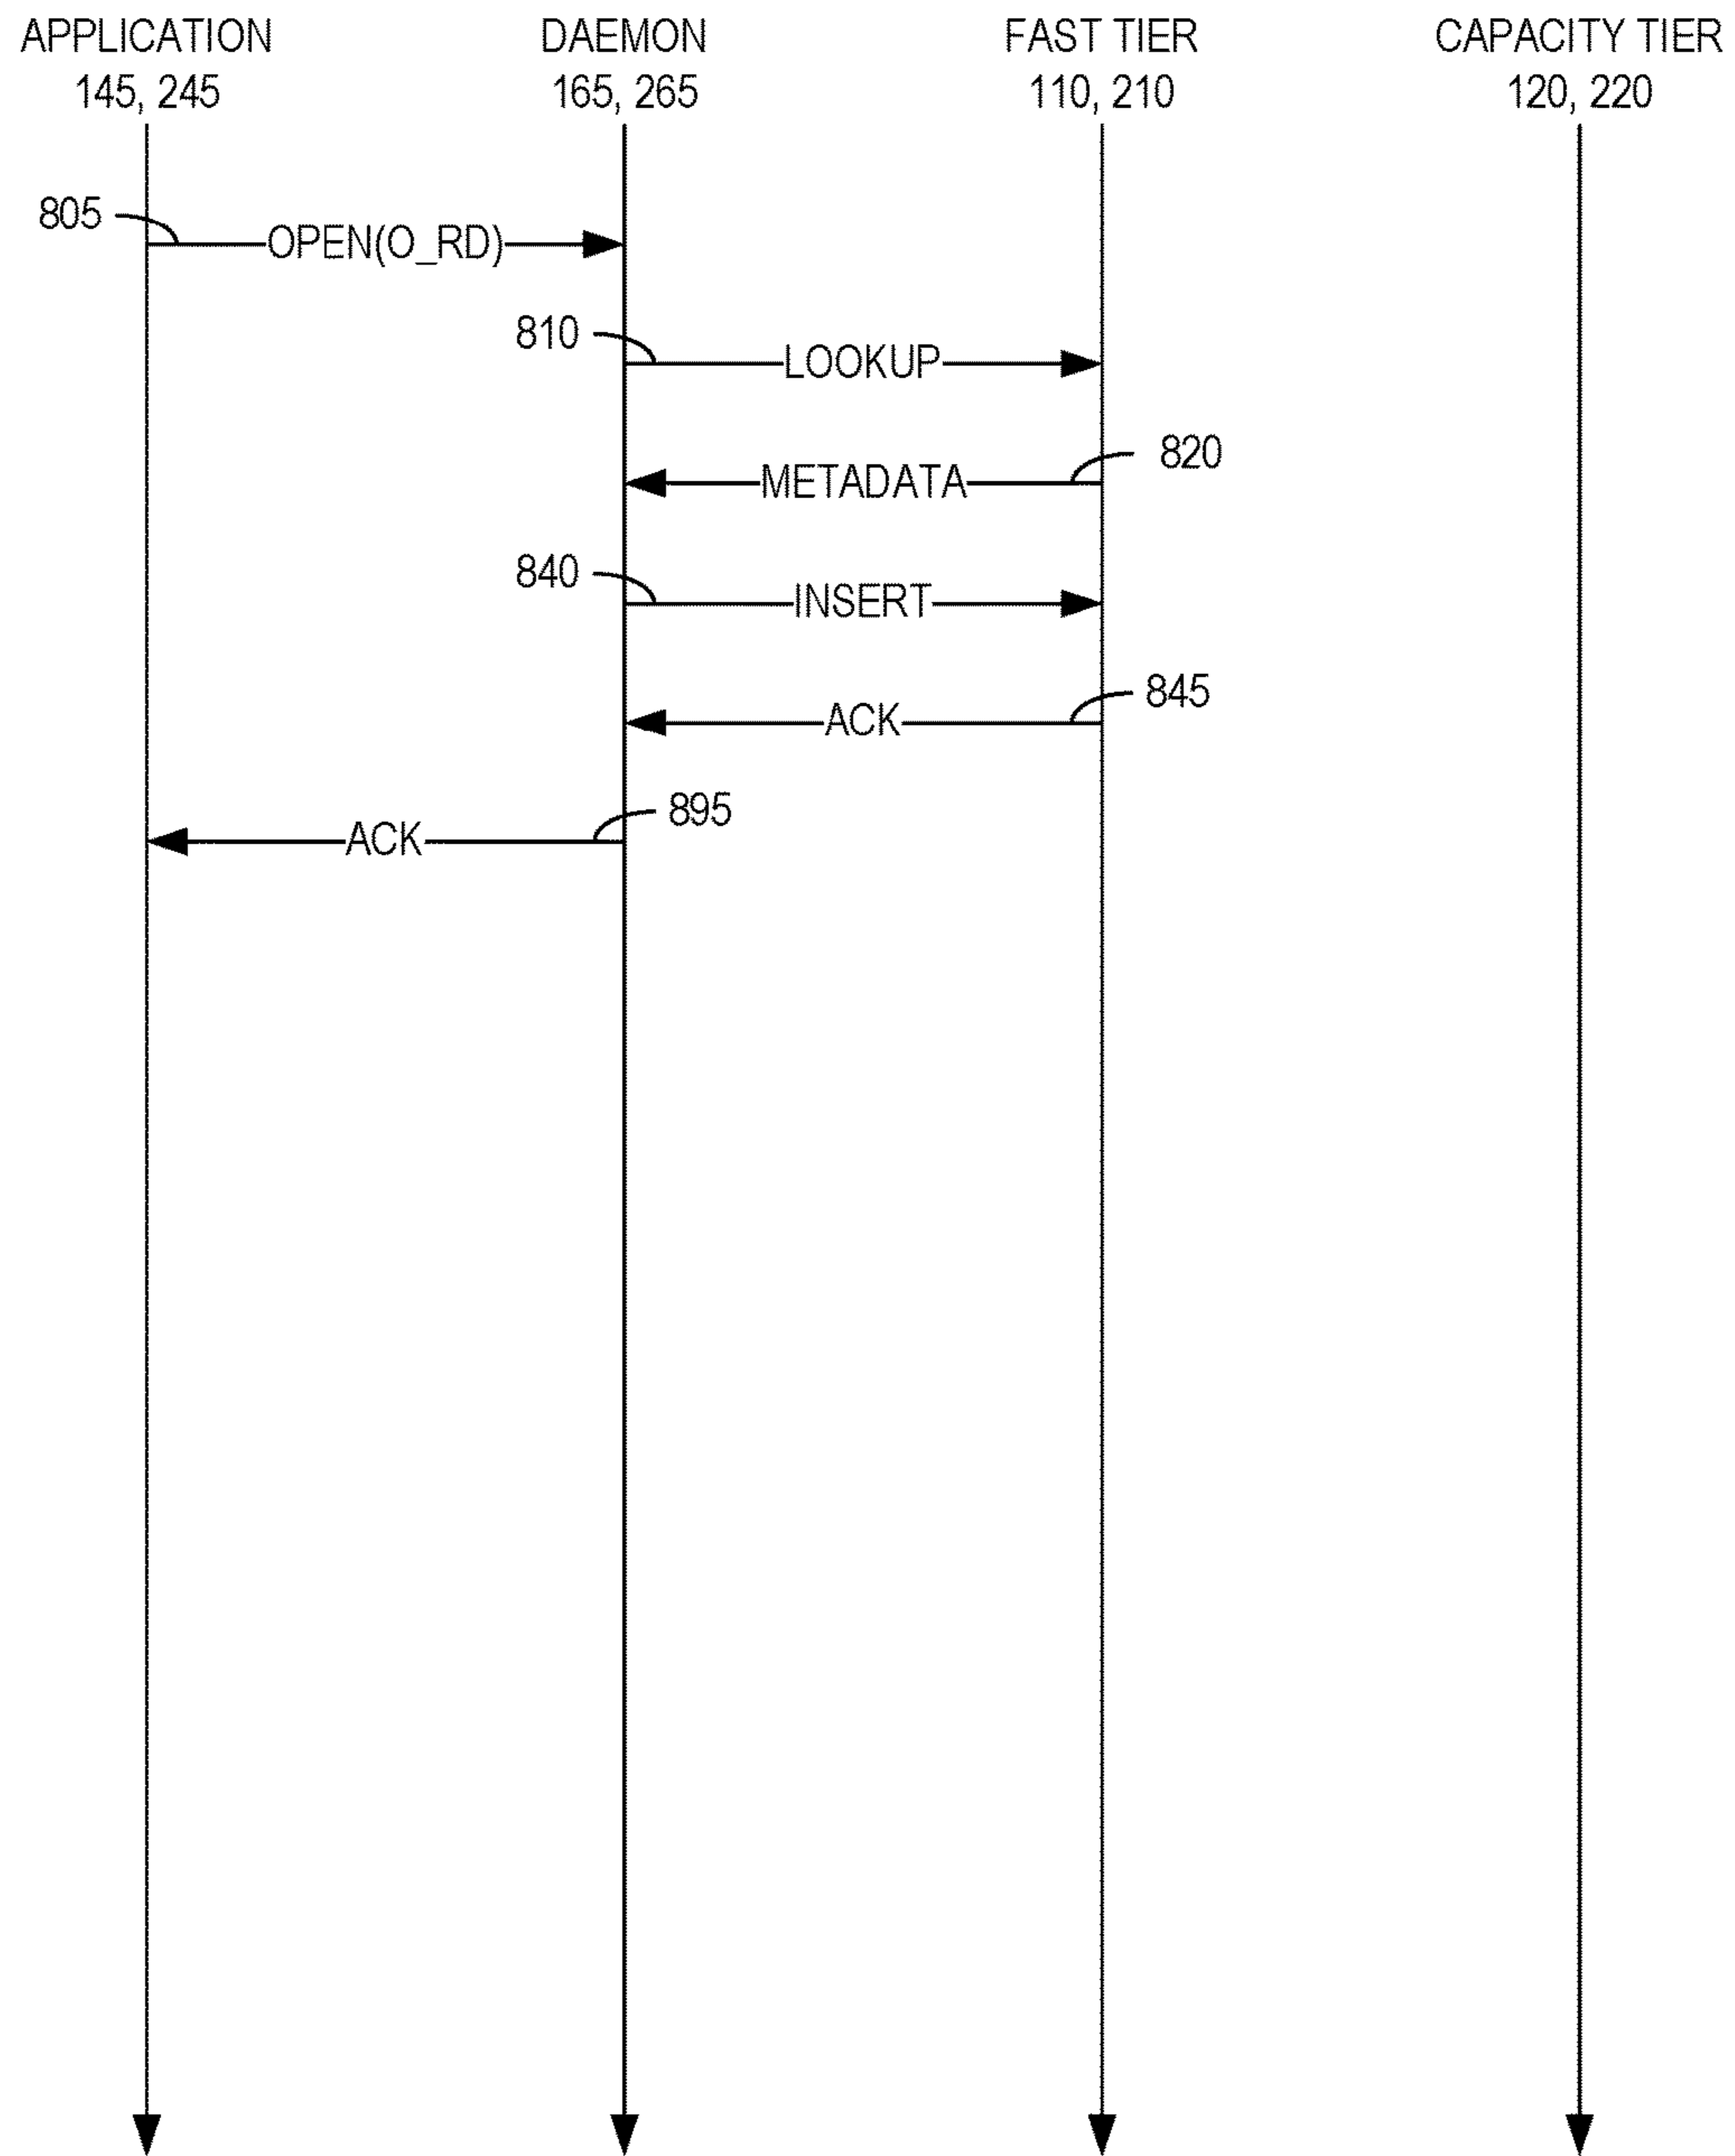 APPLICATION
145, 245
DAEMON
165, 265
FAST TIER
110, 210
CAPACITY TIER
120, 220
805
OPEN(O_RD)
810
LOOKUP
820
METADATA
840
INSERT
845
ACK
895
ACK